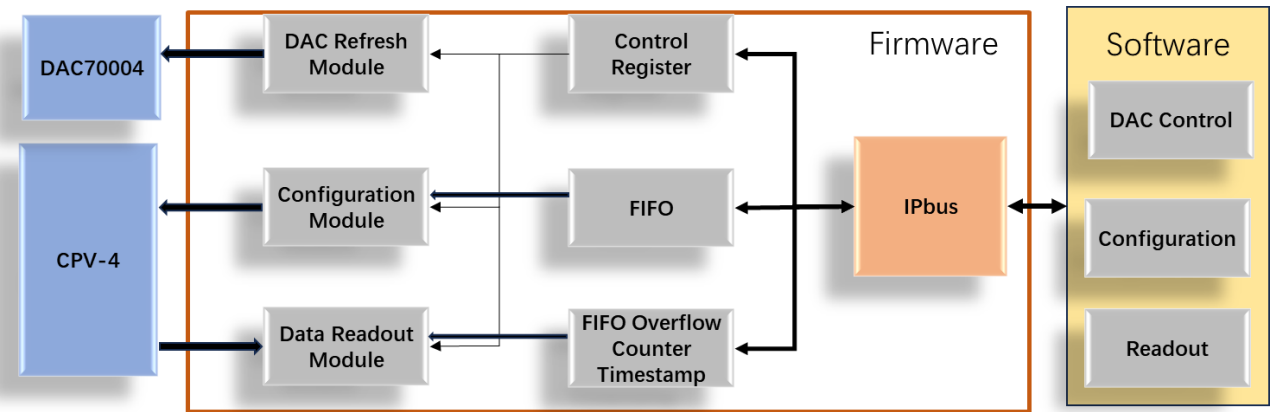 DAC70004
CPV-4
Firmware
DAC Refresh
Module
Control
Register
Configuration
Module
FIFO
IPbus
Data Readout
Module
FIFO Overflow
Counter
Timestamp
Software
DAC Control
Configuration
Readout